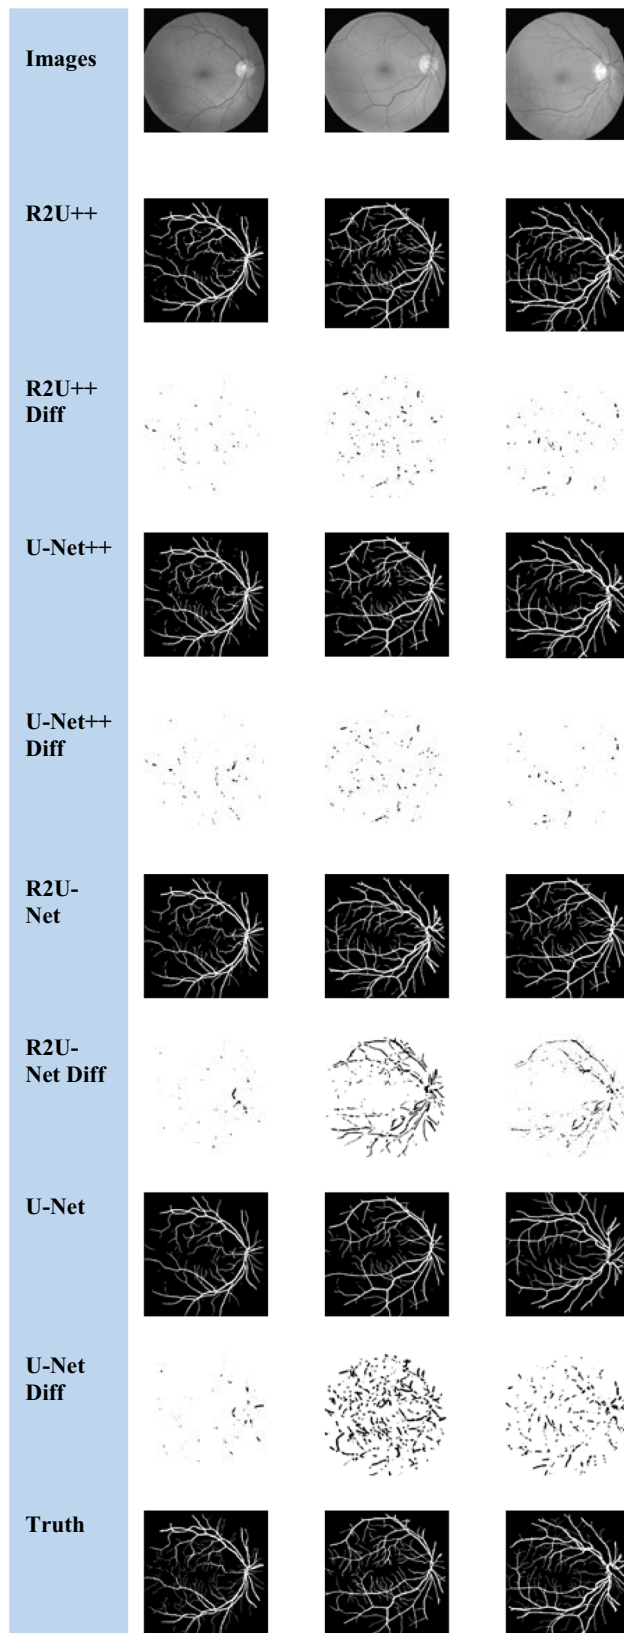 Images
R2U++
R2U++
Diff
U-Net++
U-Net++
Diff
R2U-
Net
R2U-
Net Diff
U-Net
U-Net
Diff
Truth